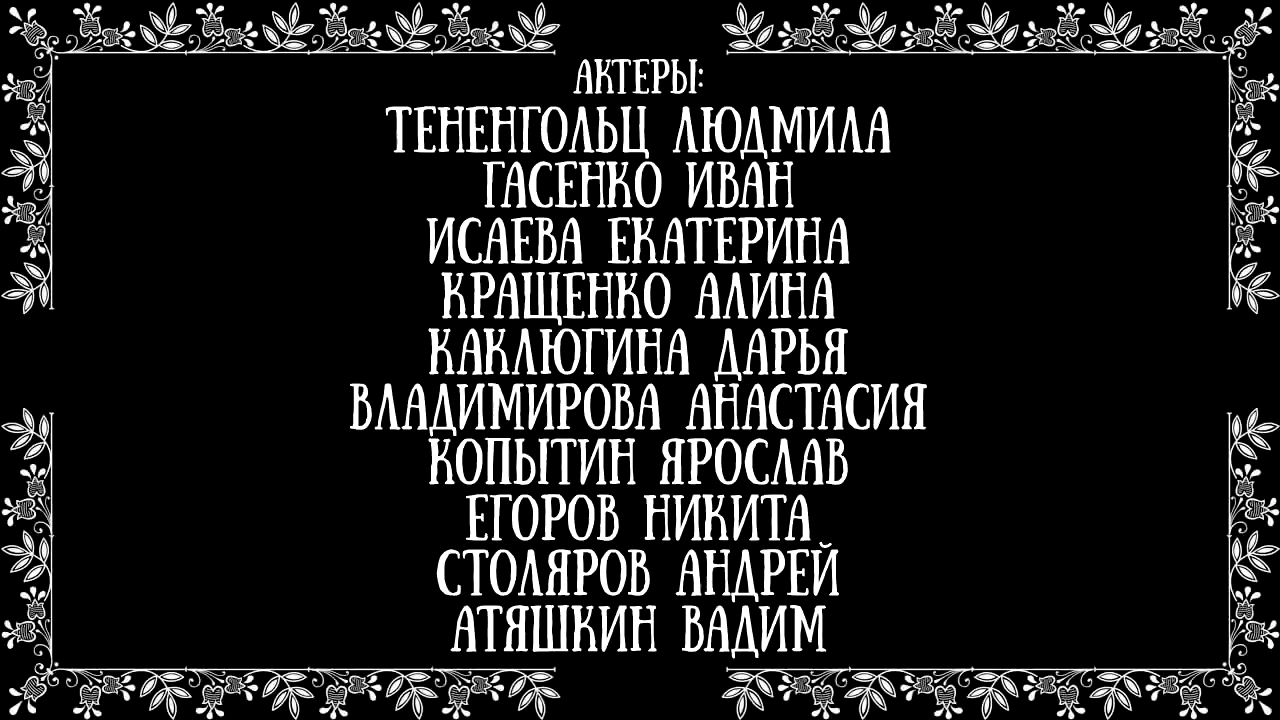 АКТЕРЫ:
ТЕНЕНГОЛЬЦ ЛЮДМИЛА
ГАСЕНКО ИВАН
ИСАЕВА ЕКАТЕРИНА
КРАЩЕНКО АЛИНА
КАКЛЮГИНА ДАРЬЯ
ВЛАДИМИРОВА АНАСТАСИЯ
КОПЫТИН ЯРОСЛАВ
ЕГОРОВ НИКИТА
СТОЛЯРОВ АНДРЕЙ
АТЯШКИН ВАДИМ